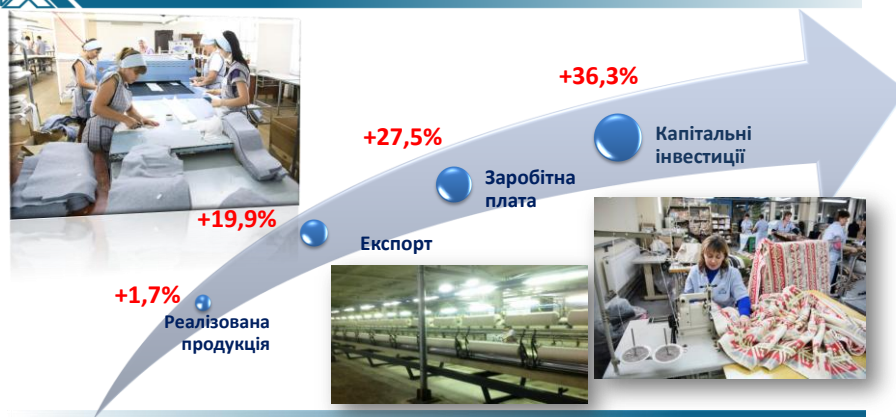 +36,3%
Капітальні
інвестиції
+27,5%
Заробітна
плата
+19,9%
Експорт
+1,7%
Реалізована
продукція